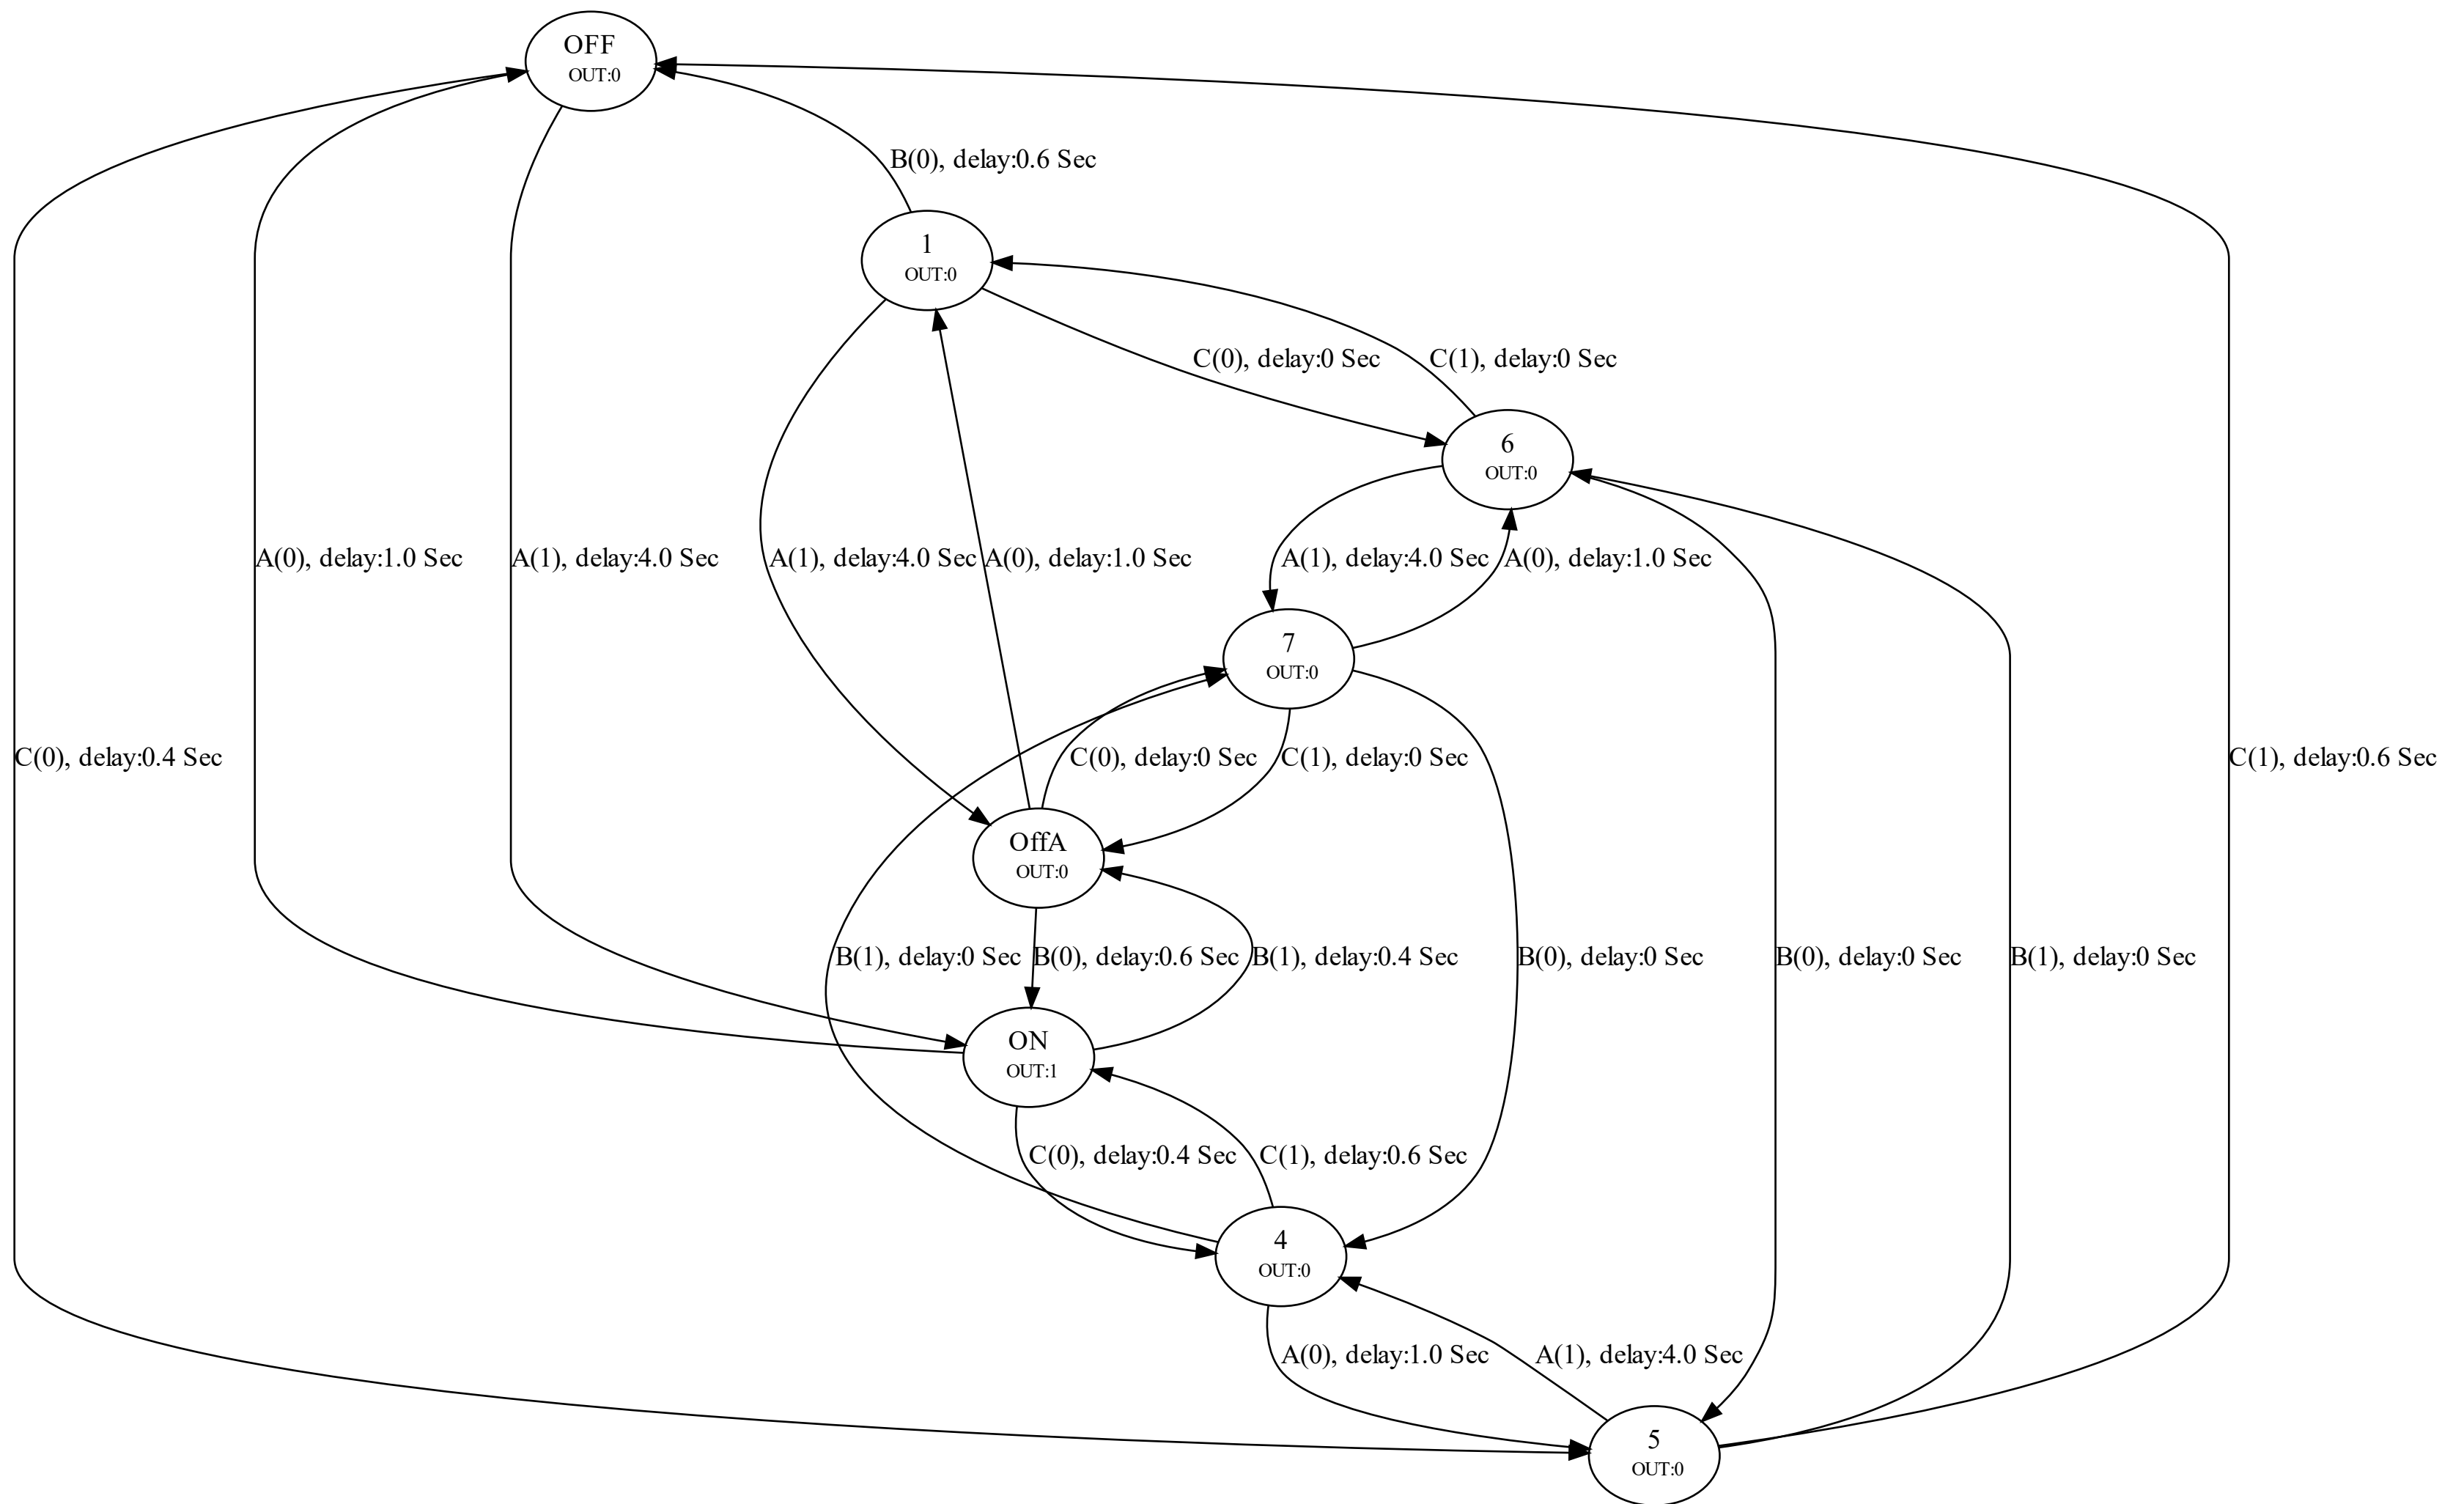 OFF
OUT:0
B(0), delay:0.6 Sec
1
OUT:0
C(0), delay:0 Sec
C(1), delay:0 Sec
6
OUT:0
A(0), delay:1.0 Sec
A(1), delay:4.0 Sec
A(1), delay:4.0 Sec
A(0), delay:1.0 Sec
A(1), delay:4.0 Sec
A(0), delay:1.0 Sec
7
OUT:0
C(0), delay:0.4 Sec
C(0), delay:0 Sec
C(1), delay:0 Sec
C(1), delay:0.6 Sec
OffA
OUT:0
B(1), delay:0 Sec
B(0), delay:0.6 Sec
B(1), delay:0.4 Sec
B(0), delay:0 Sec
B(0), delay:0 Sec
B(1), delay:0 Sec
ON
OUT:1
C(0), delay:0.4 Sec
C(1), delay:0.6 Sec
4
OUT:0
A(0), delay:1.0 Sec
A(1), delay:4.0 Sec
5
OUT:0